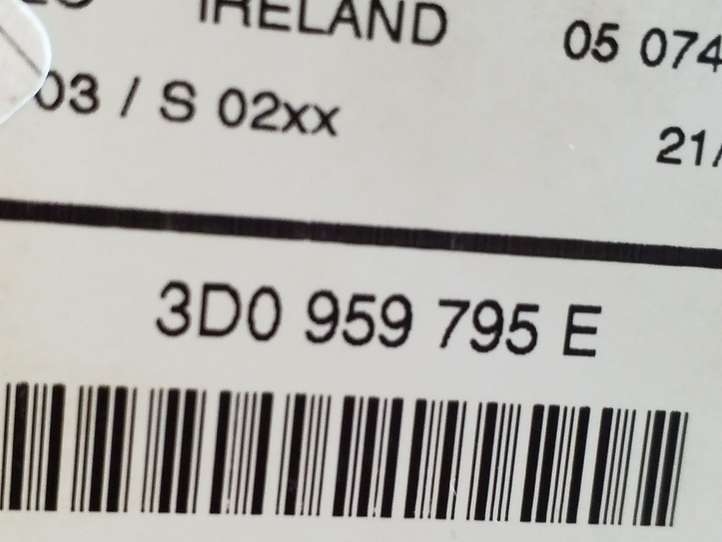 IRELAND 05 074
03 / S 02xx
21/
3D0 959 795 E